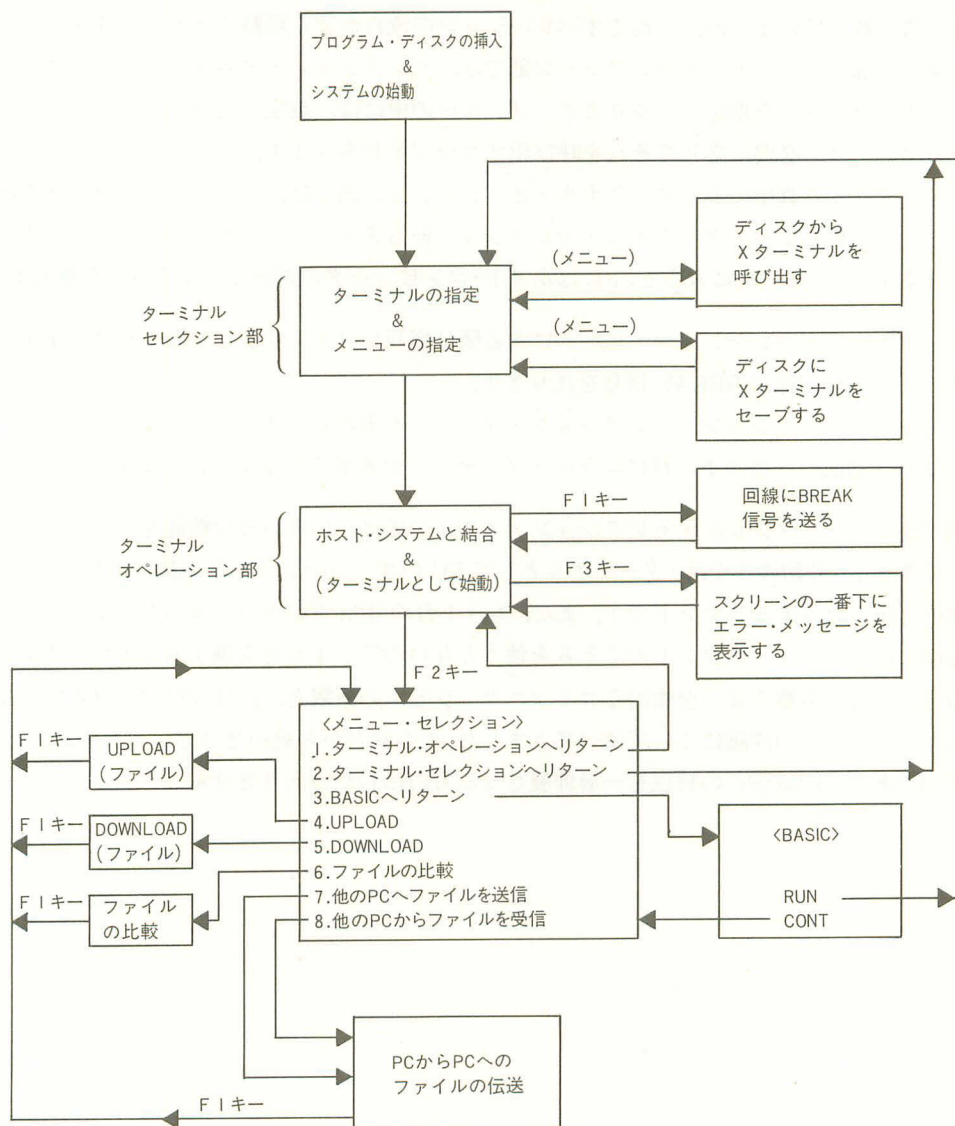 プログラム・ディスクの挿入
&
システムの始動
ターミナル
セレクション部
ターミナルの指定
&
メニューの指定
(メニュー)
ディスクから
Xターミナルを
呼び出す
(メニュー)
ディスクに
Xターミナルを
セーブする
ターミナル
オペレーション部
ホスト・システムと結合
&
(ターミナルとして始動)
F1キー
回線にBREAK
信号を送る
F3キー
スクリーンの一番下に
エラー・メッセージを
表示する
F2キー
〈メニュー・セレクション〉
1.ターミナル・オペレーションへリターン
2.ターミナル・セレクションへリターン
3.BASICへリターン
4.UPLOAD
5.DOWNLOAD
6.ファイルの比較
7.他のPCへファイルを送信
8.他のPCからファイルを受信
F1キー
UPLOAD
(ファイル)
F1キー
DOWNLOAD
(ファイル)
F1キー
ファイル
の比較
〈BASIC〉
RUN
CONT
PCからPCへの
ファイルの伝送
F1キー